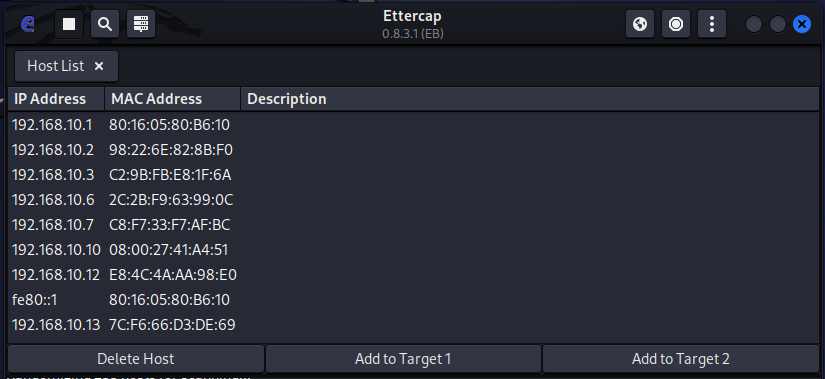 Ettercap
0.8.3.1 (EB)
Host List ×
IP Address MAC Address Description
192.168.10.1 80:16:05:80:B6:10
192.168.10.2 98:22:6E:82:8B:F0
192.168.10.3 C2:9B:FB:E8:1F:6A
192.168.10.6 2C:2B:F9:63:99:0C
192.168.10.7 C8:F7:33:F7:AF:BC
192.168.10.10 08:00:27:41:A4:51
192.168.10.12 E8:4C:4A:AA:98:E0
fe80::1 80:16:05:80:B6:10
192.168.10.13 7C:F6:66:D3:DE:69
Delete Host Add to Target 1 Add to Target 2